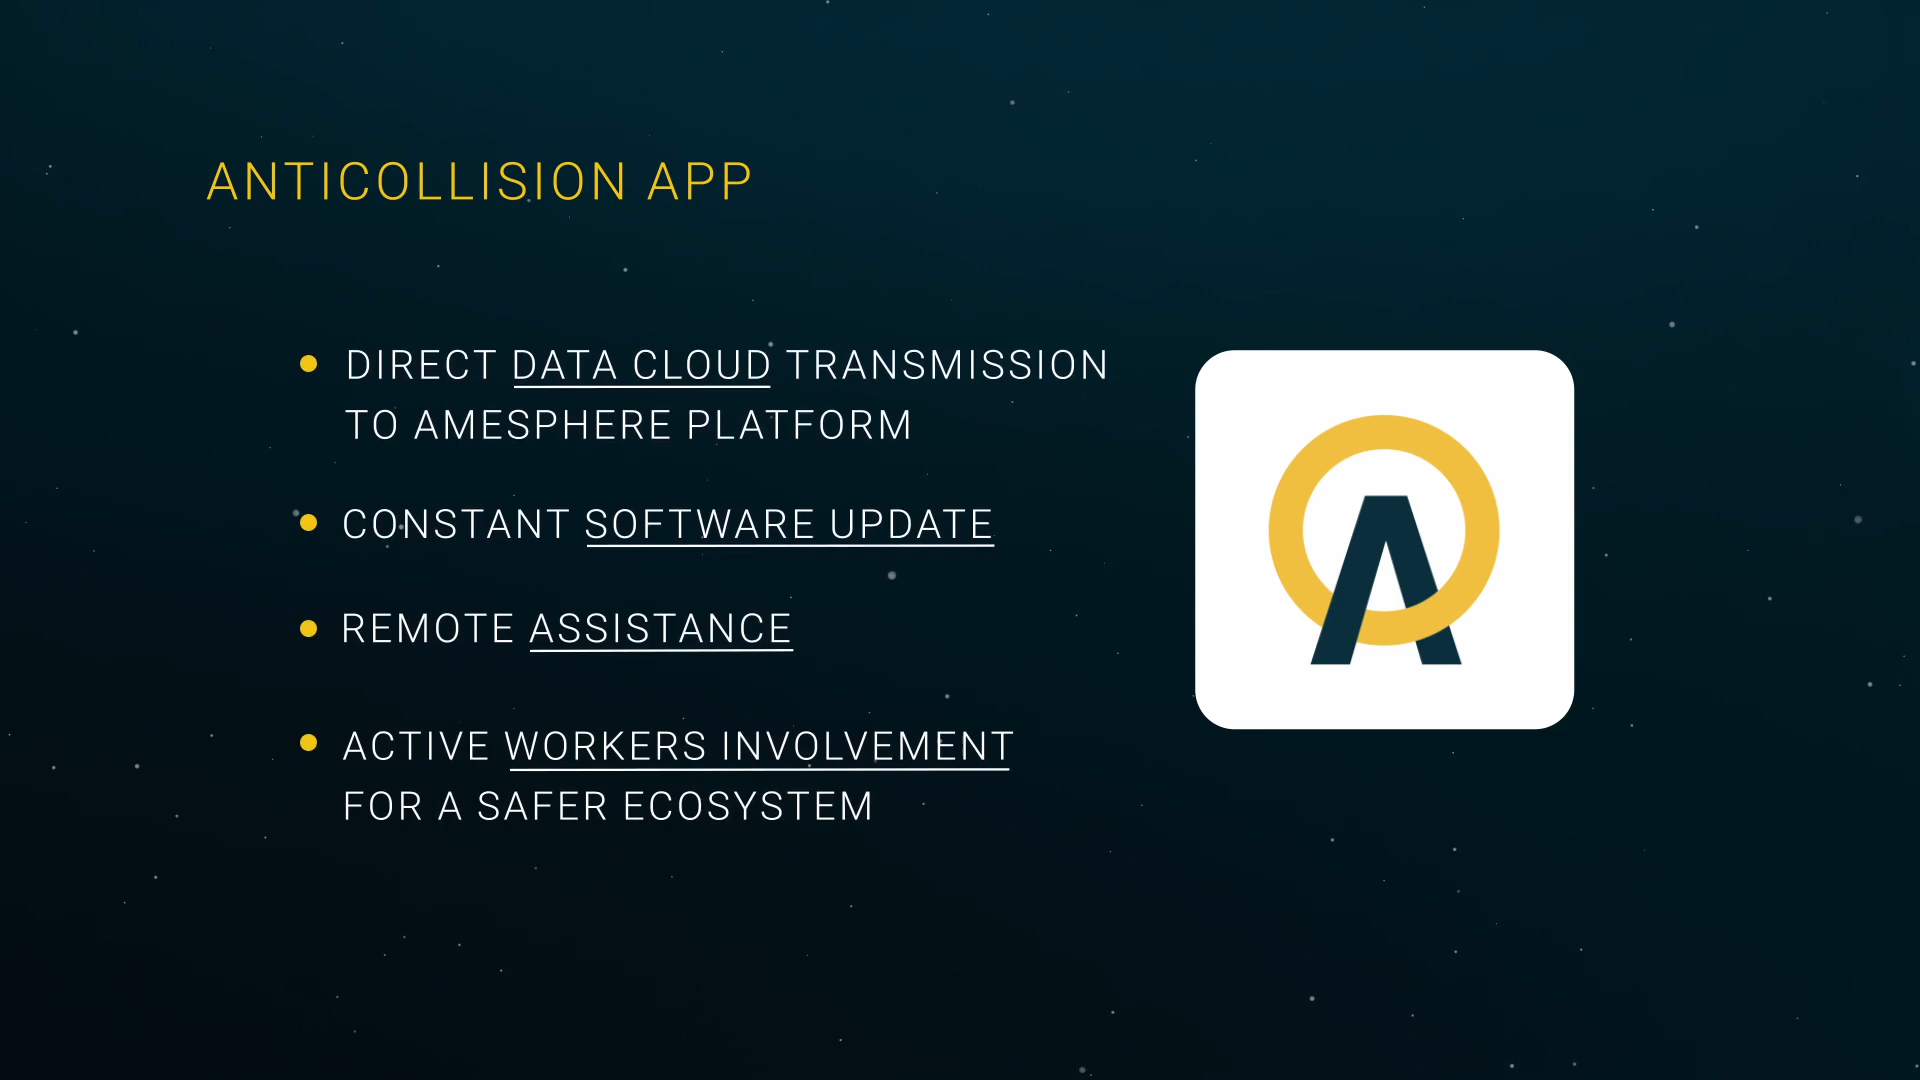 ANTICOLLISION APP
DIRECT DATA CLOUD TRANSMISSION
TO AMESPHERE PLATFORM
CONSTANT SOFTWARE UPDATE
REMOTE ASSISTANCE
ACTIVE WORKERS INVOLVEMENT
FOR A SAFER ECOSYSTEM